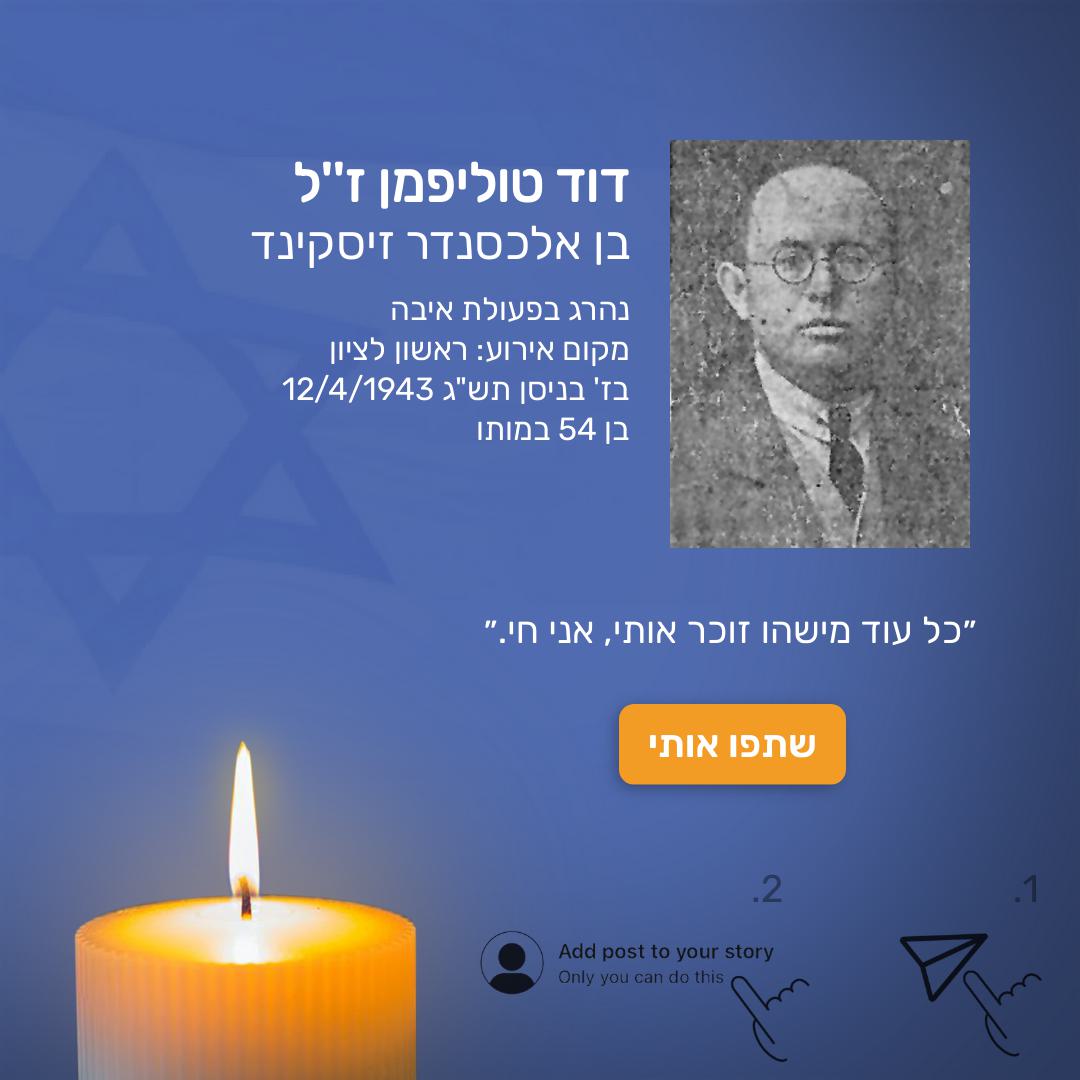 דוד טוליפמן ז"ל
בן אלכסנדר זיסקינד
נהרג בפעולת איבה
מקום אירוע: ראשון לציון
בז' בניסן תש"ג 12/4/1943
בן 54 במותו
״כל עוד מישהו זוכר אותי, אני חי.״
שתפו אותי
1.
2.
Add post to your story
Only you can do this